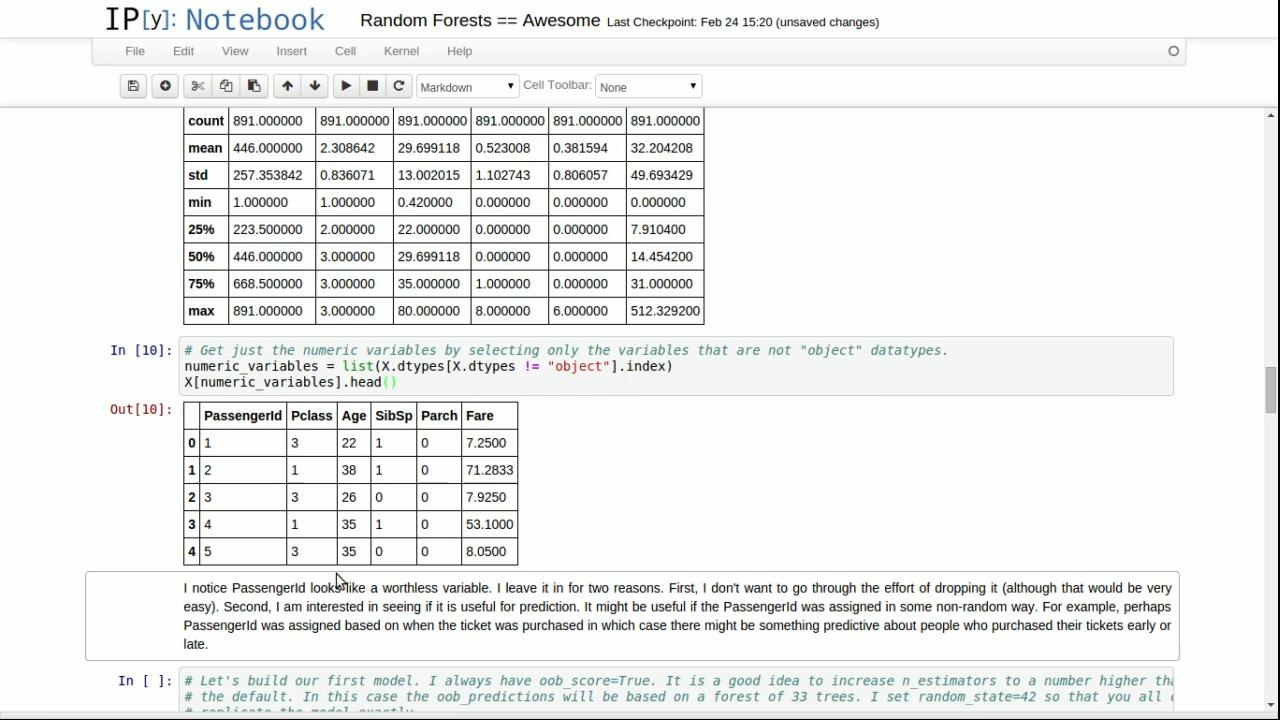 IP[y]: Notebook Random Forests == Awesome Last Checkpoint: Feb 24 15:20 (unsaved changes)
File Edit View Insert Cell Kernel Help
Markdown Cell Toolbar: None
count 891.000000 891.000000 891.000000 891.000000 891.000000 891.000000
mean 446.000000 2.308642 29.699118 0.523008 0.381594 32.204208
std 257.353842 0.836071 13.002015 1.102743 0.806057 49.693429
min 1.000000 1.000000 0.420000 0.000000 0.000000 0.000000
25% 223.500000 2.000000 22.000000 0.000000 0.000000 7.910400
50% 446.000000 3.000000 29.699118 0.000000 0.000000 14.454200
75% 668.500000 3.000000 35.000000 1.000000 0.000000 31.000000
max 891.000000 3.000000 80.000000 8.000000 6.000000 512.329200
In [10]: # Get just the numeric variables by selecting only the variables that are not "object" datatypes.
numeric_variables = list(X.dtypes[X.dtypes != "object"].index)
X[numeric_variables].head()
Out[10]: PassengerId Pclass Age SibSp Parch Fare
0 1 3 22 1 0 7.2500
1 2 1 38 1 0 71.2833
2 3 3 26 0 0 7.9250
3 4 1 35 1 0 53.1000
4 5 3 35 0 0 8.0500
I notice PassengerId looks like a worthless variable. I leave it in for two reasons. First, I don't want to go through the effort of dropping it (although that would be very
easy). Second, I am interested in seeing if it is useful for prediction. It might be useful if the PassengerId was assigned in some non-random way. For example, perhaps
PassengerId was assigned based on when the ticket was purchased in which case there might be something predictive about people who purchased their tickets early or
late.
In [ ]: # Let's build our first model. I always have oob_score=True. It is a good idea to increase n_estimators to a number higher tha
# the default. In this case the oob_predictions will be based on a forest of 33 trees. I set random_state=42 so that you all
# replicate the model exactly